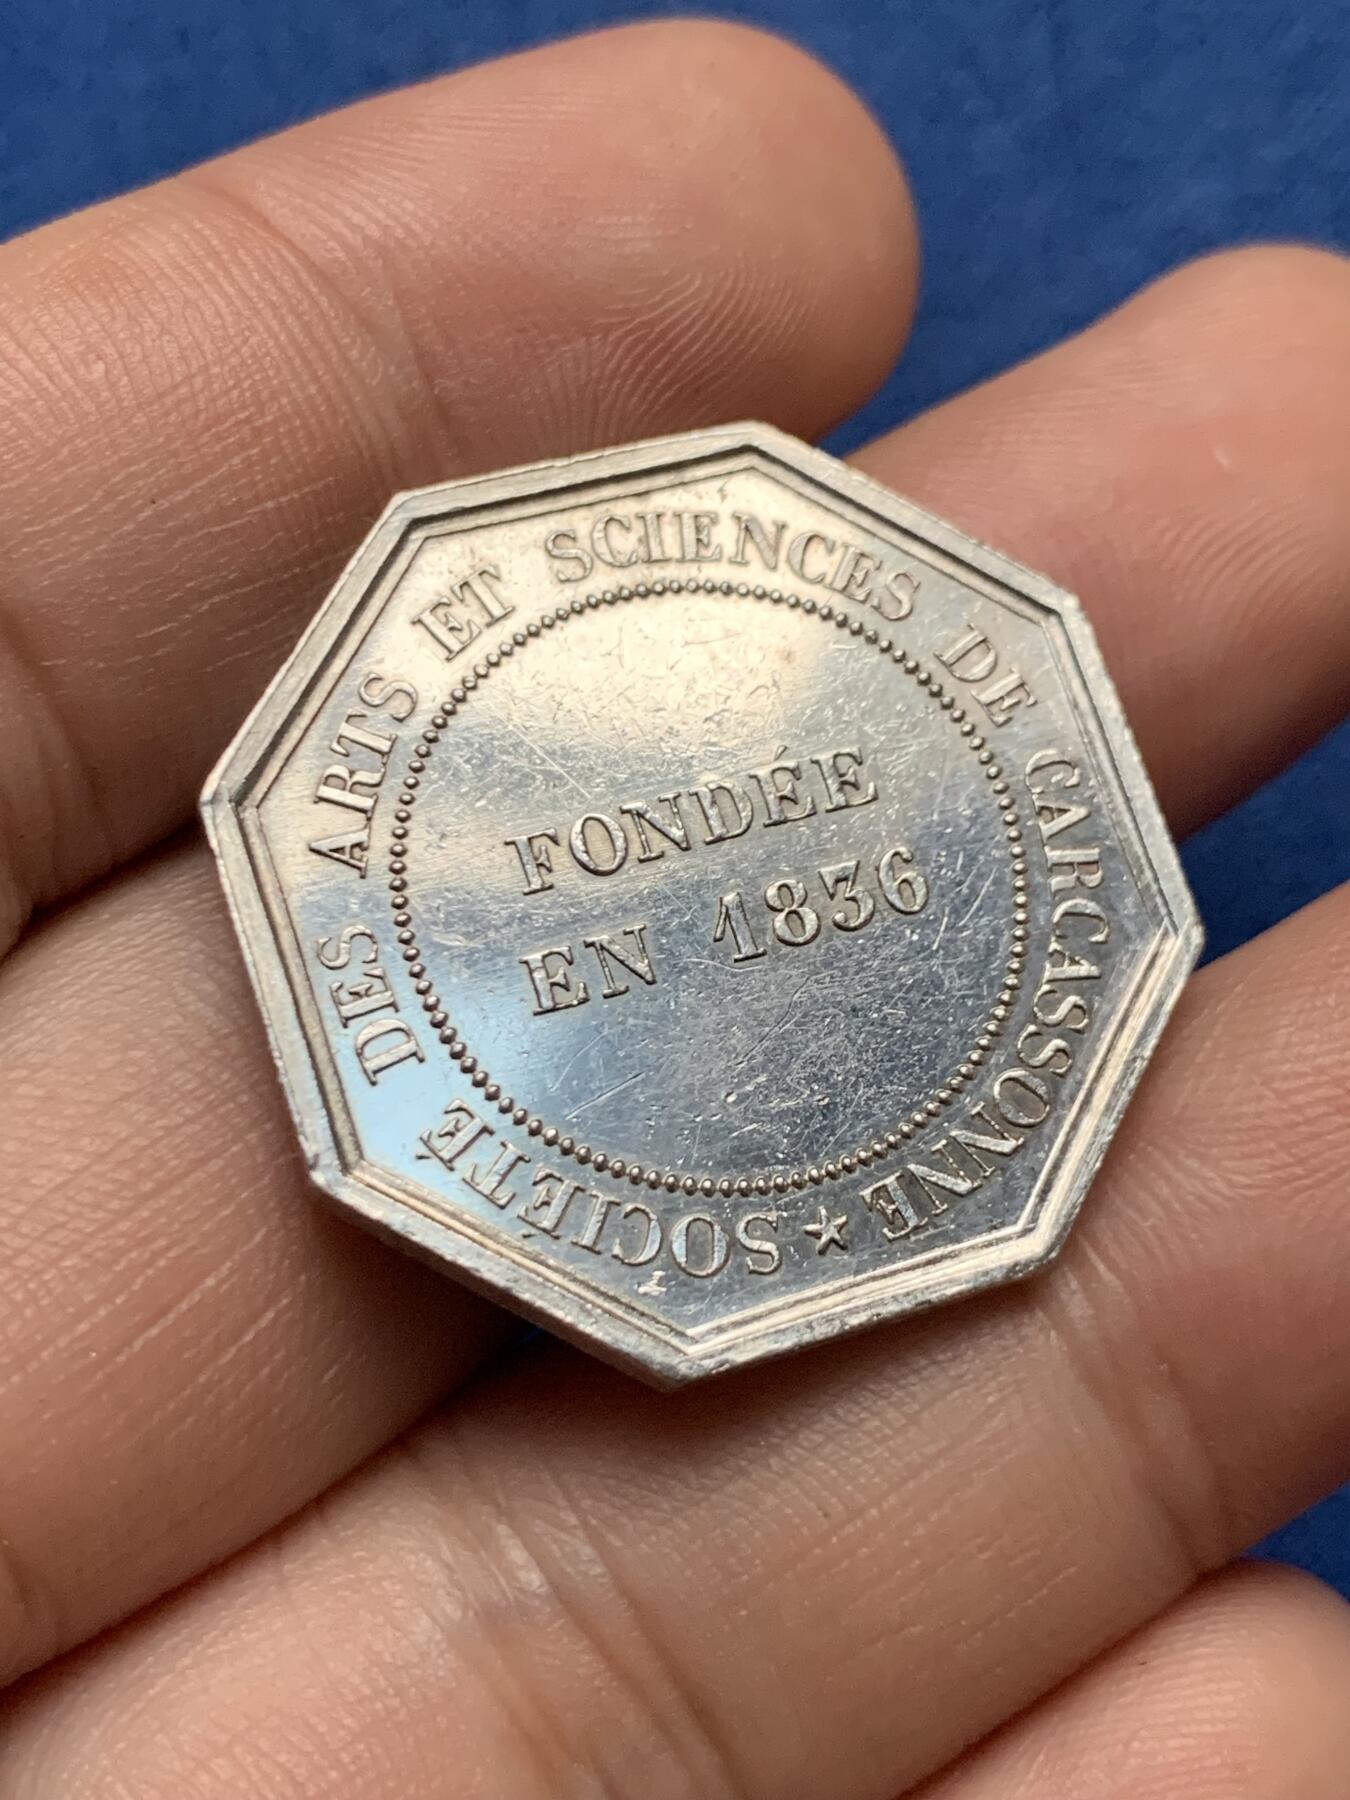 SOCIÉTÉ DES ARTS ET SCIENCES DE CARCASSONNE
FONDÉE
EN 1836